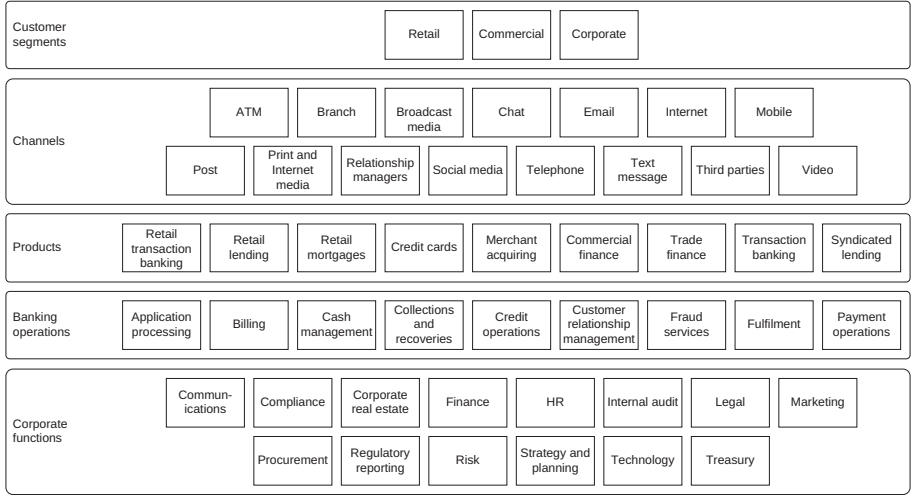 Customer
segments
Retail
Commercial
Corporate
Channels
ATM
Branch
Broadcast
media
Chat
Email
Internet
Mobile
Post
Print and
Internet
media
Relationship
managers
Social media
Telephone
Text
message
Third parties
Video
Products
Retail
transaction
banking
Retail
lending
Retail
mortgages
Credit cards
Merchant
acquiring
Commercial
finance
Trade
finance
Transaction
banking
Syndicated
lending
Banking
operations
Application
processing
Billing
Cash
management
Collections
and
recoveries
Credit
operations
Customer
relationship
management
Fraud
services
Fulfilment
Payment
operations
Corporate
functions
Commun-
ications
Compliance
Corporate
real estate
Finance
HR
Internal audit
Legal
Marketing
Procurement
Regulatory
reporting
Risk
Strategy and
planning
Technology
Treasury